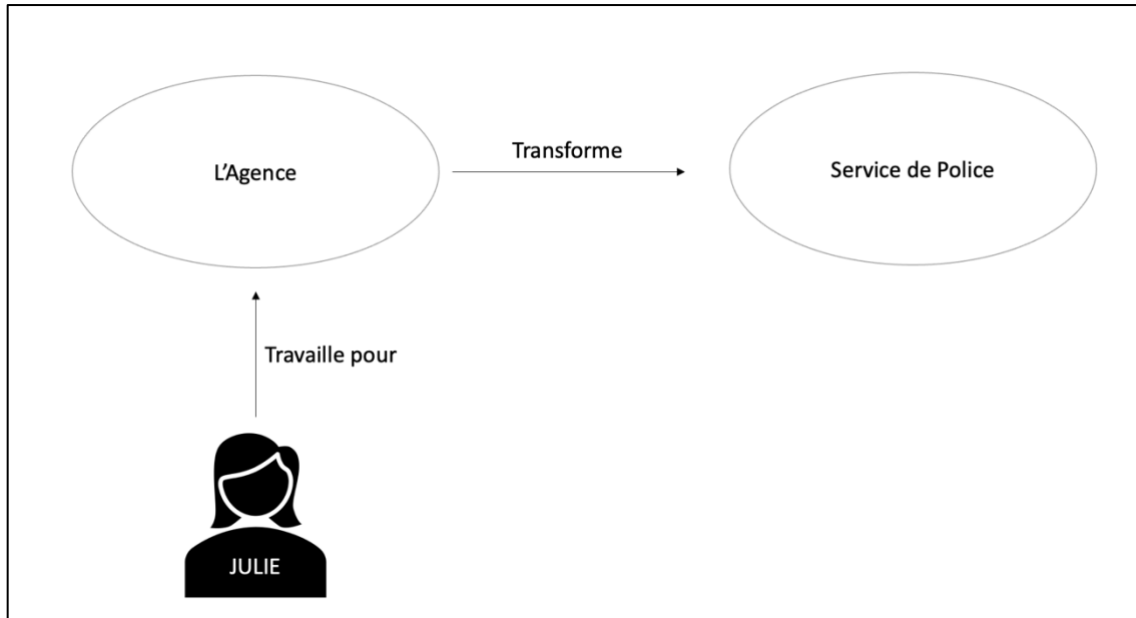 L’Agence
Transforme
Service de Police
Travaille pour
JULIE